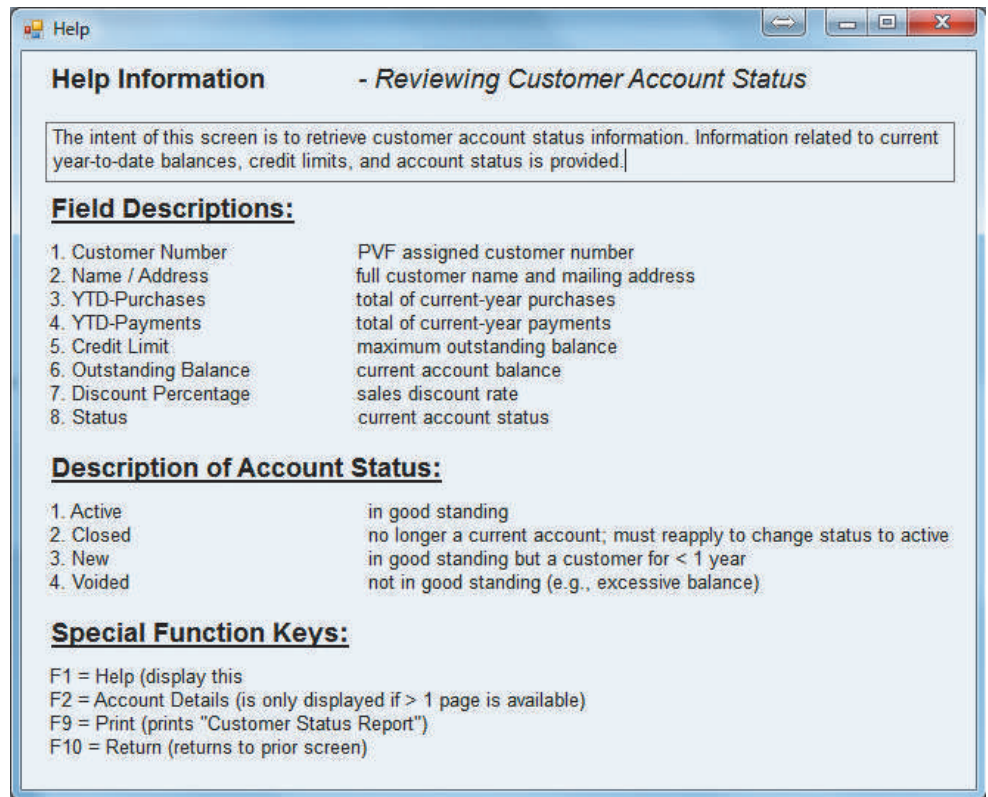 Help
Help Information - Reviewing Customer Account Status
The intent of this screen is to retrieve customer account status information. Information related to current
year-to-date balances, credit limits, and account status is provided.
Field Descriptions:
1. Customer Number PVF assigned customer number
2. Name / Address full customer name and mailing address
3. YTD-Purchases total of current-year purchases
4. YTD-Payments total of current-year payments
5. Credit Limit maximum outstanding balance
6. Outstanding Balance current account balance
7. Discount Percentage sales discount rate
8. Status current account status
Description of Account Status:
1. Active in good standing
2. Closed no longer a current account; must reapply to change status to active
3. New in good standing but a customer for < 1 year
4. Voided not in good standing (e.g., excessive balance)
Special Function Keys:
F1 = Help (display this
F2 = Account Details (is only displayed if > 1 page is available)
F9 = Print (prints "Customer Status Report")
F10 = Return (returns to prior screen)